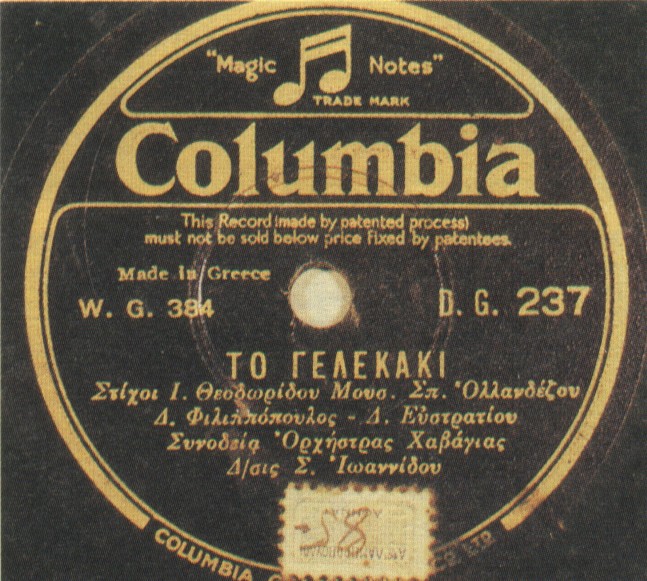 "Magic Notes"
TRADE MARK
Columbia
This Record (made by patented process)
must not be sold below price fixed by patentees.
Made in Greece
W. G. 384 D. G. 237
ΤΟ ΓΕΛΕΚΑΚΙ
Στίχοι Ι. Θεοδωρίδου Μουσ. Σπ. Ὀλλανδέζου
Δ. Φιλιππόπουλος - Δ. Εὐστρατίου
Συνοδεία Ὀρχήστρας Χαβάγιας
Δ/σις Σ. Ἰωαννίδου
COLUMBIA